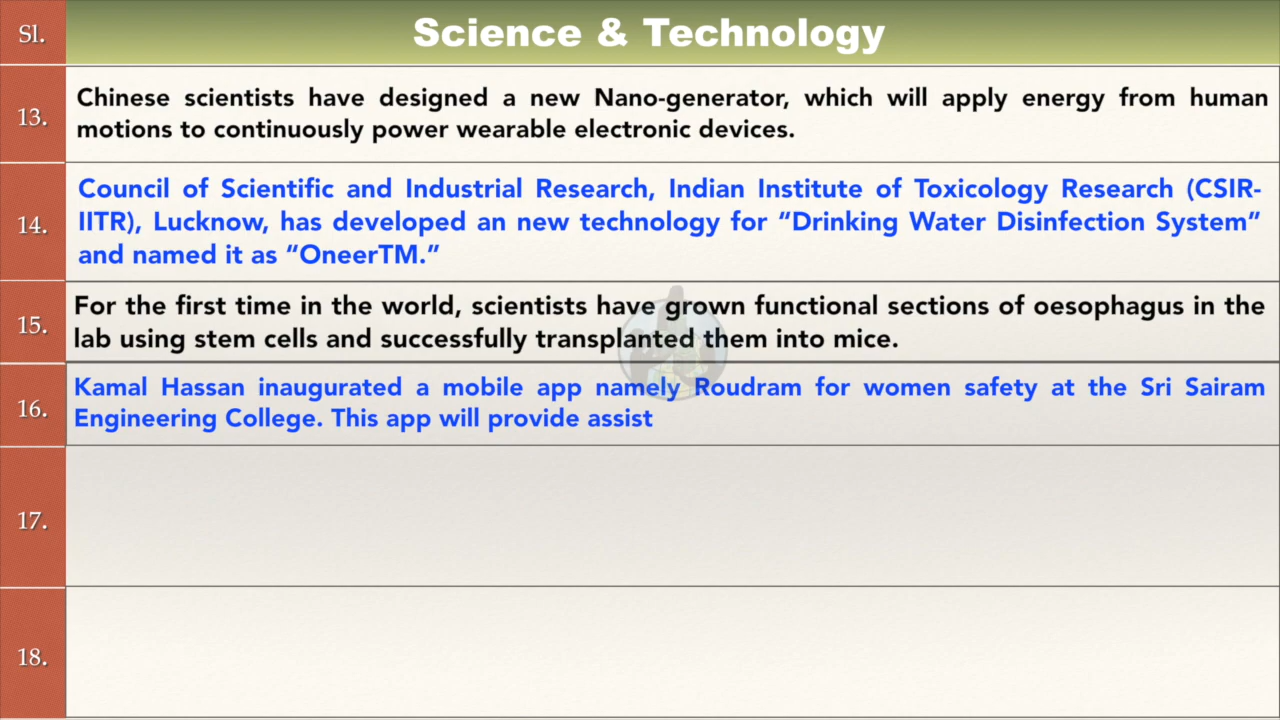 Sl.
Science & Technology
13.
Chinese scientists have designed a new Nano-generator, which will apply energy from human
motions to continuously power wearable electronic devices.
14.
Council of Scientific and Industrial Research, Indian Institute of Toxicology Research (CSIR-
IITR), Lucknow, has developed an new technology for “Drinking Water Disinfection System”
and named it as “OneerTM.”
15.
For the first time in the world, scientists have grown functional sections of oesophagus in the
lab using stem cells and successfully transplanted them into mice.
16.
Kamal Hassan inaugurated a mobile app namely Roudram for women safety at the Sri Sairam
Engineering College. This app will provide assist
17.
18.